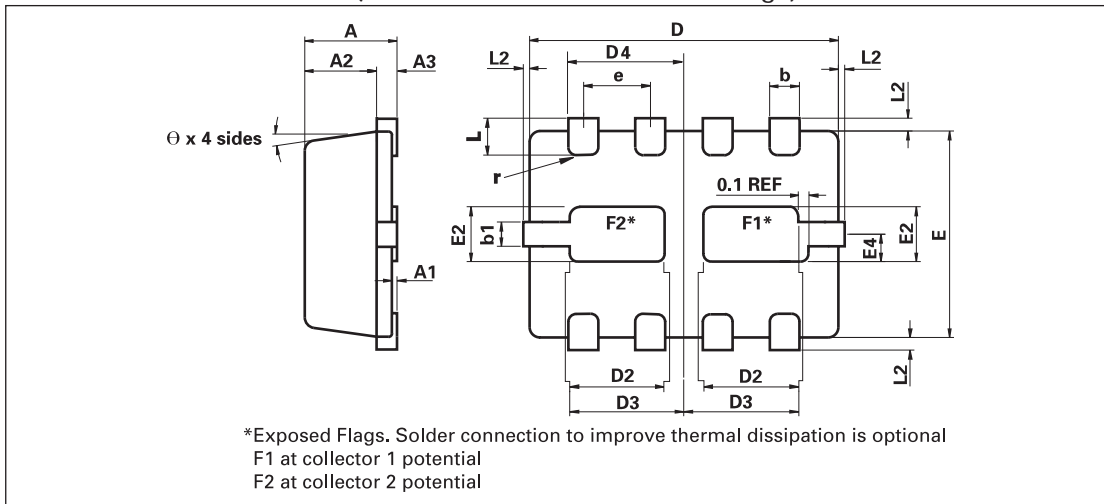 A
A2
A3
D
L2
D4
L2
e
b
L2
L
ϴ x 4 sides
r
0.1 REF
E2
b1
F2*
F1*
E4
E2
E
A1
D2
D2
L2
D3
D3
*Exposed Flags. Solder connection to improve thermal dissipation is optional
F1 at collector 1 potential
F2 at collector 2 potential